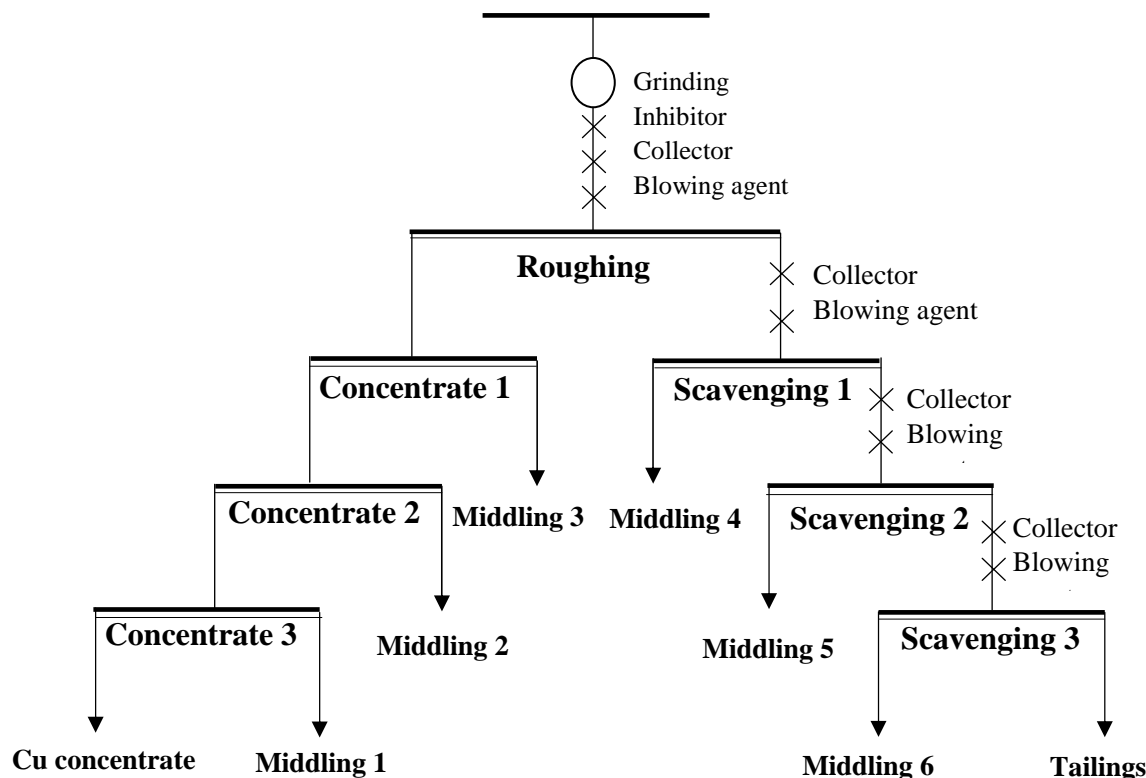 Grinding
Inhibitor
Collector
Blowing agent
Roughing
Collector
Blowing agent
Concentrate 1
Scavenging 1
Collector
Blowing
Concentrate 2
Middling 3
Middling 4
Scavenging 2
Collector
Blowing
Concentrate 3
Middling 2
Middling 5
Scavenging 3
Cu concentrate
Middling 1
Middling 6
Tailings